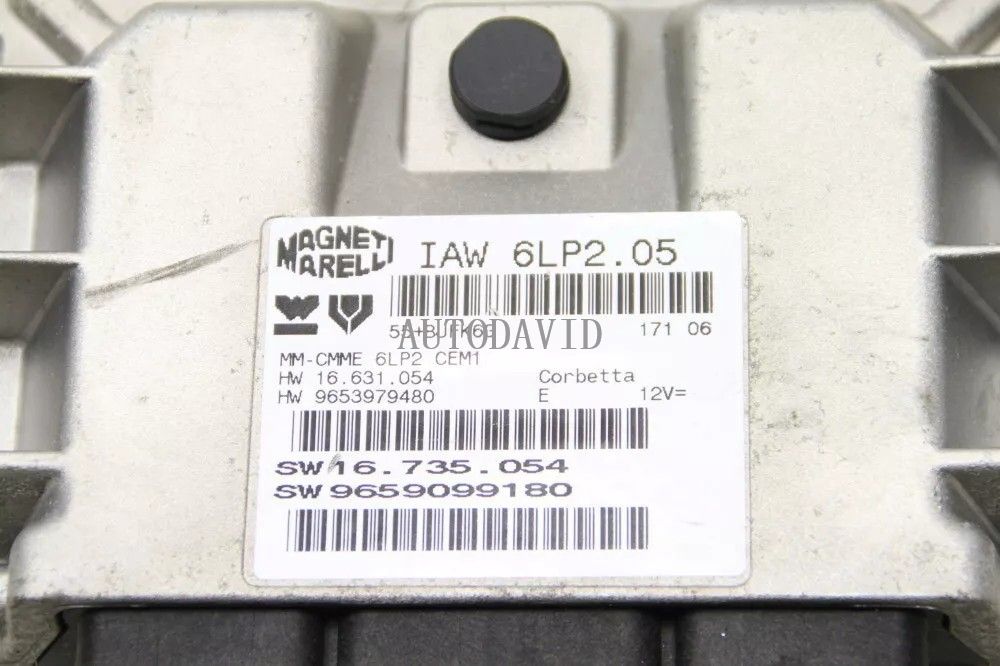 MAGNETI MARELLI
IAW 6LP2.05
171 06
AUTODAVID
MM-CMME 6LP2 CEM1
HW 16.631.054 Corbetta
HW 9653979480 E 12V=
SW 16.735.054
SW 9659099180